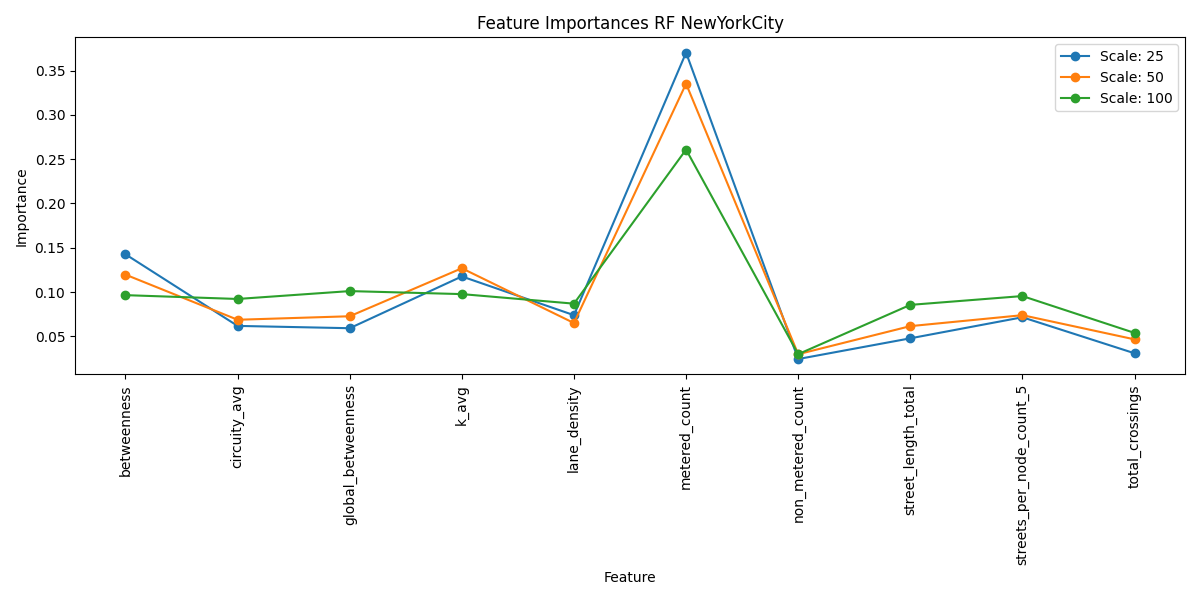 Feature Importances RF NewYorkCity
Scale: 25
Scale: 50
Scale: 100
Importance
0.35
0.30
0.25
0.20
0.15
0.10
0.05
betweenness
circuity_avg
global_betweenness
k_avg
lane_density
metered_count
non_metered_count
street_length_total
streets_per_node_count_5
total_crossings
Feature